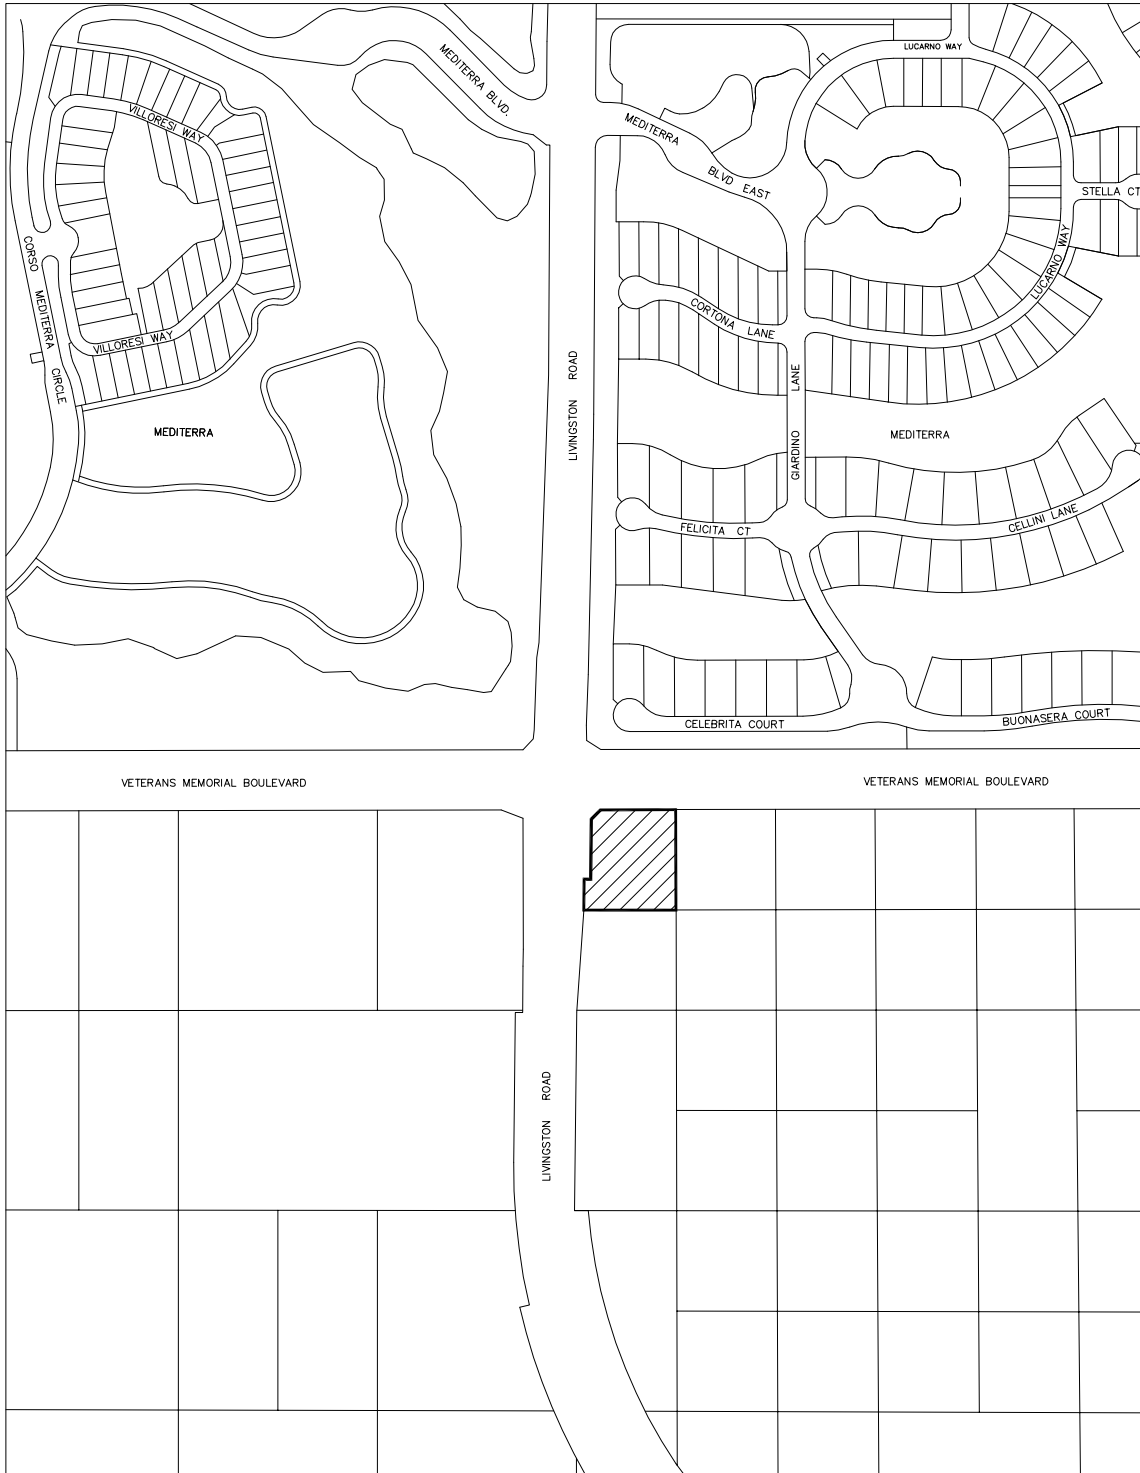 LUCARNO WAY
MEDITERRA BLVD.
VILLORESI WAY
MEDITERRA
BLVD EAST
STELLA CT
CORSO MEDITERRA CIRCLE
LUCARNO WAY
CORTONA LANE
VILLORESI WAY
LIVINGSTON ROAD
GIARDINO LANE
MEDITERRA
MEDITERRA
FELICITA CT
CELLINI LANE
CELEBRITA COURT
BUONASERA COURT
VETERANS MEMORIAL BOULEVARD
VETERANS MEMORIAL BOULEVARD
LIVINGSTON ROAD